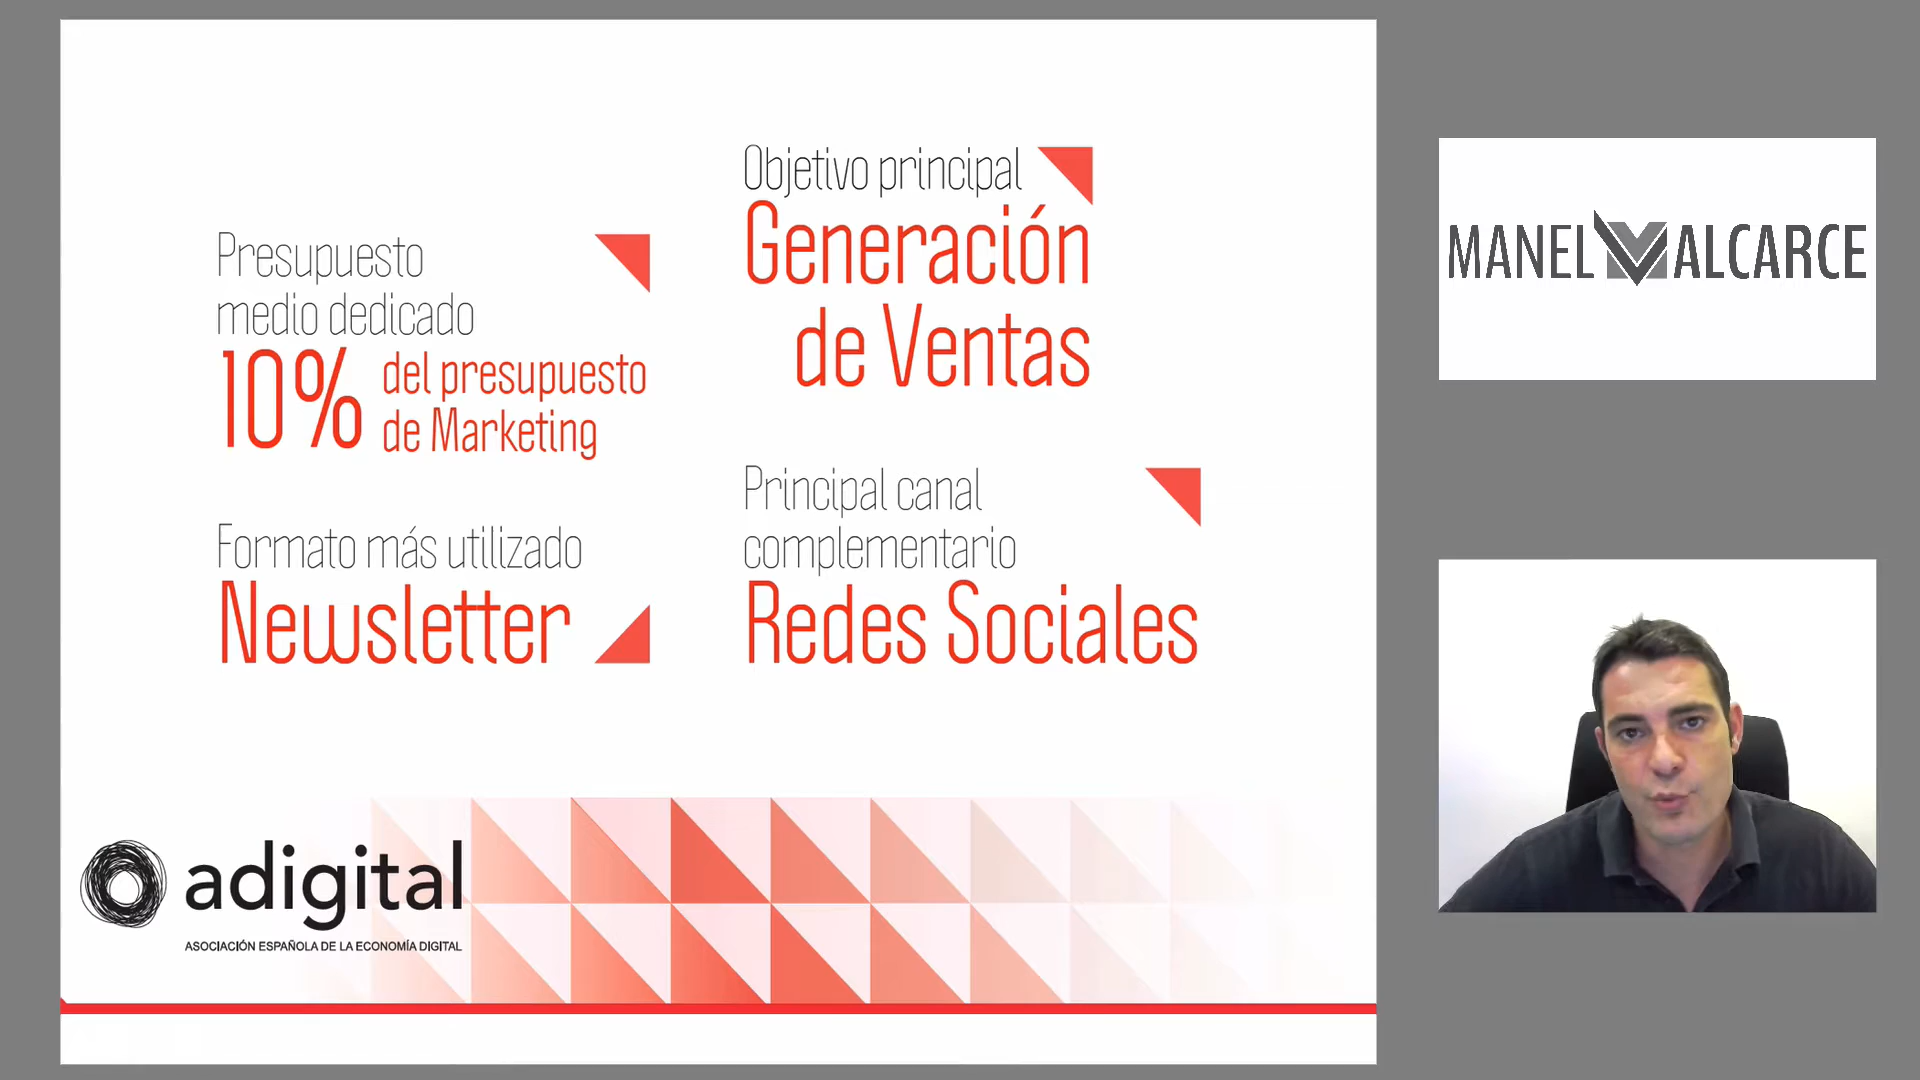 Presupuesto
medio dedicado
10% del presupuesto
de Marketing
Objetivo principal
Generación
de Ventas
Formato más utilizado
Newsletter
Principal canal
complementario
Redes Sociales
adigital
ASOCIACIÓN ESPAÑOLA DE LA ECONOMÍA DIGITAL
MANEL VALCARCE